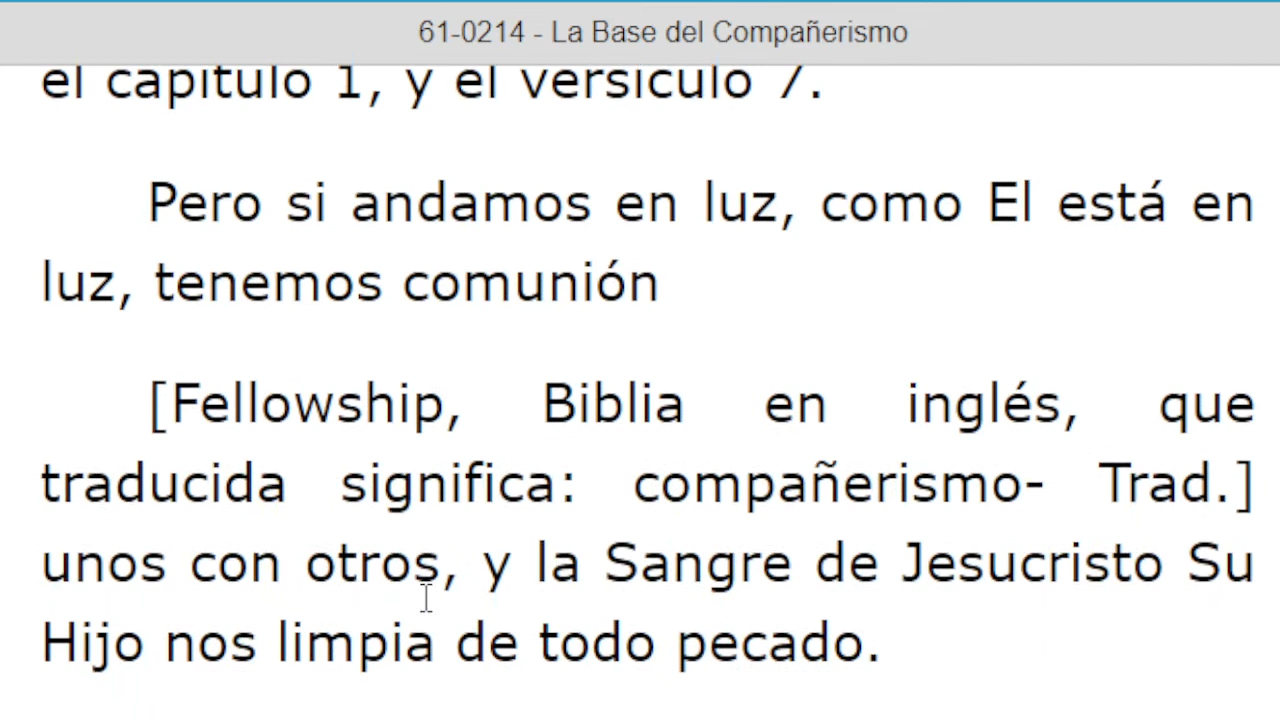 61-0214 - La Base del Compañerismo
el capítulo 1, y el versículo 7.
Pero si andamos en luz, como El está en
luz, tenemos comunión
[Fellowship, Biblia en inglés, que
traducida significa: compañerismo- Trad.]
unos con otros, y la Sangre de Jesucristo Su
Hijo nos limpia de todo pecado.